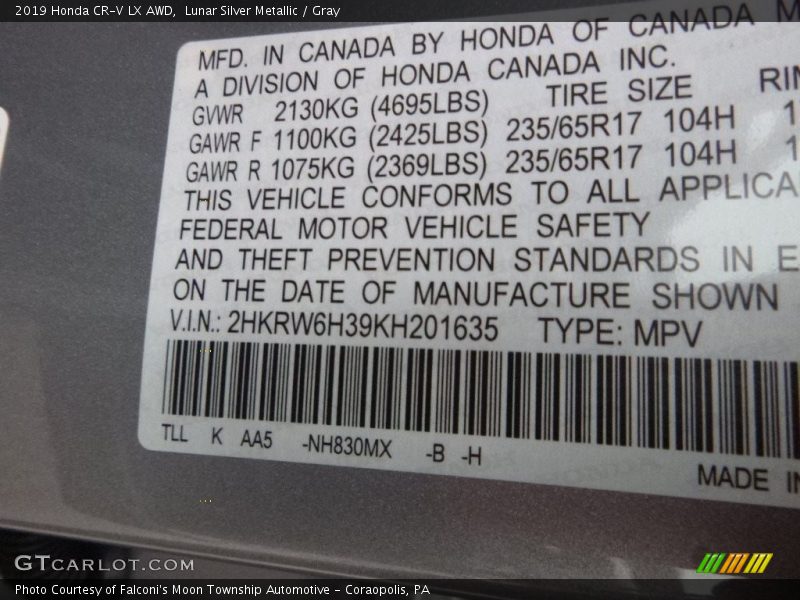 2019 Honda CR-V LX AWD,  Lunar Silver Metallic / Gray
MFD. IN CANADA BY HONDA OF CANADA
A DIVISION OF HONDA CANADA INC.
GVWR 2130KG (4695LBS) TIRE SIZE
GAWR F 1100KG (2425LBS) 235/65R17 104H
GAWR R 1075KG (2369LBS) 235/65R17 104H
THIS VEHICLE CONFORMS TO ALL
FEDERAL MOTOR VEHICLE SAFETY
AND THEFT PREVENTION STANDARDS IN
ON THE DATE OF MANUFACTURE SHOWN
V.I.N.: 2HKRW6H39KH201635 TYPE: MPV
TLL K AA5 -NH830MX -B -H
MADE
GTCARLOT.COM
Photo Courtesy of Falconi's Moon Township Automotive - Coraopolis, PA